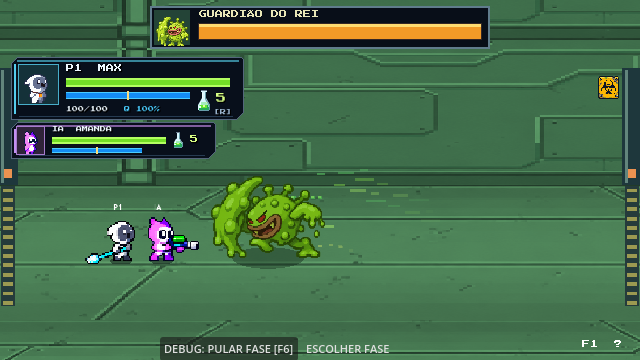 GUARDIÃO DO REI
P1 MAX
100/100 Q 100%
5
[R]
IA AMANDA
5
P1 A
DEBUG: PULAR FASE [F6] ESCOLHER FASE
F1 ?